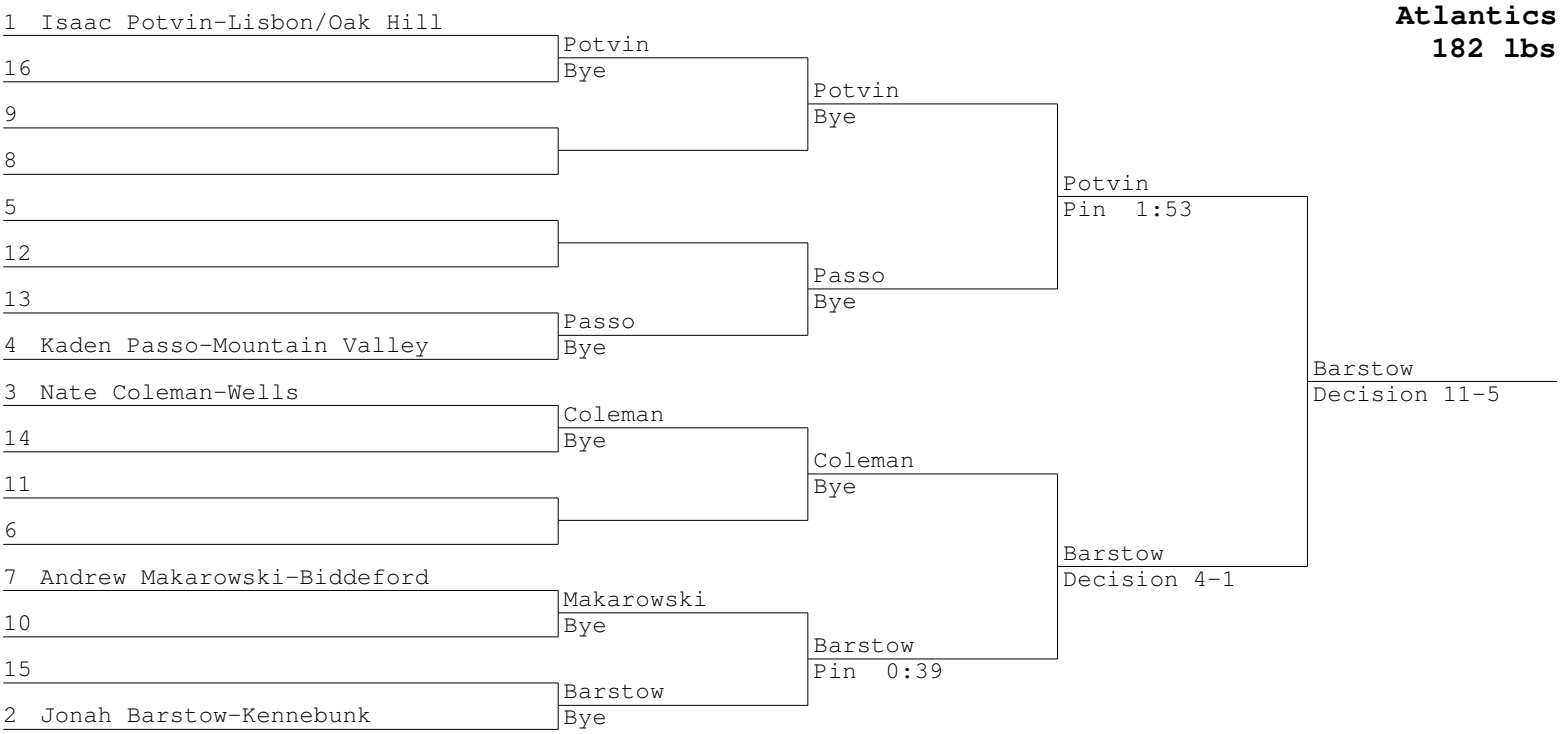 Atlantics
182 lbs
1 Isaac Potvin-Lisbon/Oak Hill
16
9
8
5
12
13
4 Kaden Passo-Mountain Valley
3 Nate Coleman-Wells
14
11
6
7 Andrew Makarowski-Biddeford
10
15
2 Jonah Barstow-Kennebunk
Potvin
Bye
Passo
Bye
Coleman
Bye
Makarowski
Bye
Barstow
Bye
Potvin
Bye
Passo
Bye
Coleman
Bye
Barstow
Pin 0:39
Potvin
Pin 1:53
Barstow
Decision 4-1
Barstow
Decision 11-5